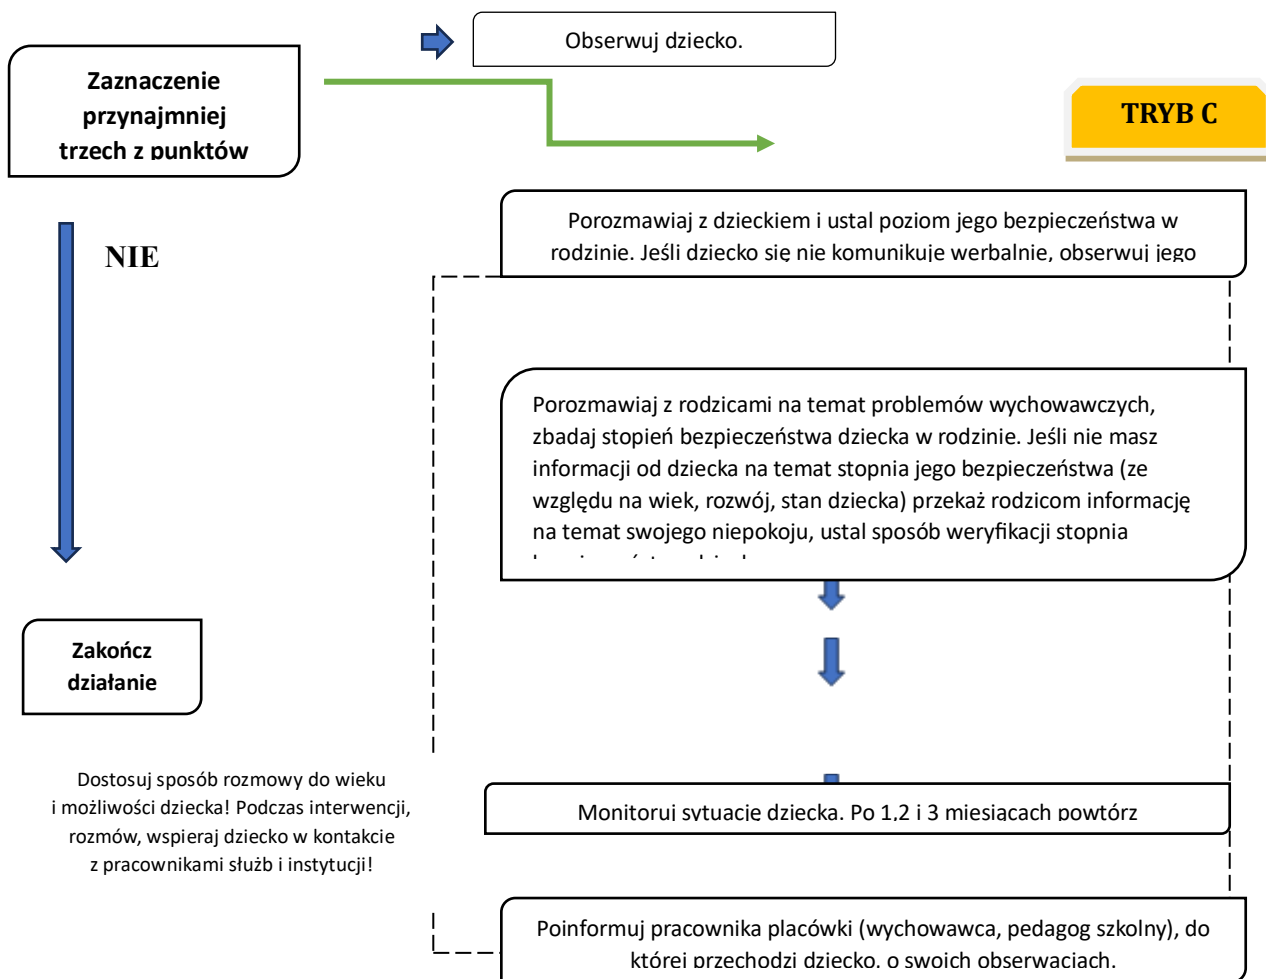 Obserwuj dziecko.
Zaznaczenie
przynajmniej
trzech z punktów
TRYB C
NIE
Porozmawiaj z dzieckiem i ustal poziom jego bezpieczeństwa w
rodzinie. Jeśli dziecko się nie komunikuje werbalnie, obserwuj jego
Porozmawiaj z rodzicami na temat problemów wychowawczych,
zbadaj stopień bezpieczeństwa dziecka w rodzinie. Jeśli nie masz
informacji od dziecka na temat stopnia jego bezpieczeństwa (ze
względu na wiek, rozwój, stan dziecka) przekaż rodzicom informację
na temat swojego niepokoju, ustal sposób weryfikacji stopnia
Zakończ
działanie
Dostosuj sposób rozmowy do wieku
i możliwości dziecka! Podczas interwencji,
rozmów, wspieraj dziecko w kontakcie
z pracownikami służb i instytucji!
Monitoruj sytuację dziecka. Po 1,2 i 3 miesiącach powtórz
Poinformuj pracownika placówki (wychowawca, pedagog szkolny), do
której przechodzi dziecko, o swoich obserwacjach.